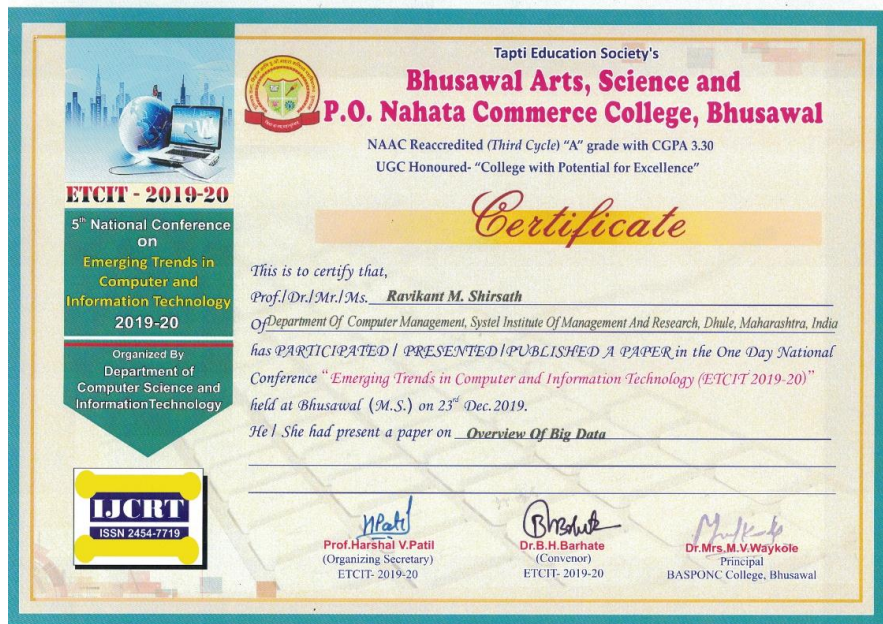 Tapti Education Society's
Bhusawal Arts, Science and
P.O. Nahata Commerce College, Bhusawal
NAAC Reaccredited (Third Cycle) “A” grade with CGPA 3.30
UGC Honoured- “College with Potential for Excellence”
ETCIT - 2019-20
5th National Conference
on
Emerging Trends in
Computer and
Information Technology
2019-20
Organized By
Department of
Computer Science and
InformationTechnology
IJCRT
ISSN 2454-7719
Certificate
This is to certify that,
Prof./Dr./Mr./Ms. Ravikant M. Shirsath
Of Department Of Computer Management, Systel Institute Of Management And Research, Dhule, Maharashtra, India
has PARTICIPATED / PRESENTED /PUBLISHED A PAPER in the One Day National
Conference “Emerging Trends in Computer and Information Technology (ETCIT 2019-20)”
held at Bhusawal (M.S.) on 23rd Dec.2019.
He / She had present a paper on Overview Of Big Data
Prof.Harshal V.Patil
(Organizing Secretary)
ETCIT- 2019-20
Dr.B.H.Barhate
(Convenor)
ETCIT- 2019-20
Dr.Mrs.M.V.Waykole
Principal
BASPONC College, Bhusawal